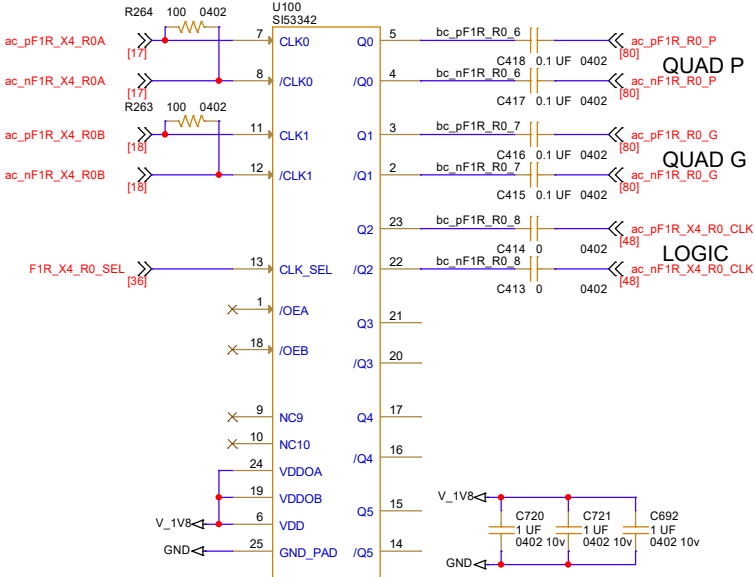 R264
100 0402
U100
SI53342
ac_pF1R_X4_R0A
[17]
7 CLK0
Q0 5
bc_pF1R_R0_6
C418 0.1 UF 0402
ac_pF1R_R0_P
[80]
QUAD P
ac_nF1R_X4_R0A
[17]
8 /CLK0
/Q0 4
bc_nF1R_R0_6
C417 0.1 UF 0402
ac_nF1R_R0_P
[80]
R263 100 0402
ac_pF1R_X4_R0B
[18]
11 CLK1
Q1 3
bc_pF1R_R0_7
C416 0.1 UF 0402
ac_pF1R_R0_G
[80]
QUAD G
ac_nF1R_X4_R0B
[18]
12 /CLK1
/Q1 2
bc_nF1R_R0_7
C415 0.1 UF 0402
ac_nF1R_R0_G
[80]
Q2 23
bc_pF1R_R0_8
C414 0 0402
ac_pF1R_X4_R0_CLK
[48]
LOGIC
F1R_X4_R0_SEL
[36]
13 CLK_SEL
/Q2 22
bc_nF1R_R0_8
C413 0 0402
ac_nF1R_X4_R0_CLK
[48]
1 /OEA
Q3 21
18 /OEB
/Q3 20
9 NC9
Q4 17
10 NC10
/Q4 16
24 VDDOA
19 VDDOB
Q5 15
V_1V8
6 VDD
GND
25 GND_PAD
/Q5 14
V_1V8
C720
1 UF
0402 10v
C721
1 UF
0402 10v
C692
1 UF
0402 10v
GND